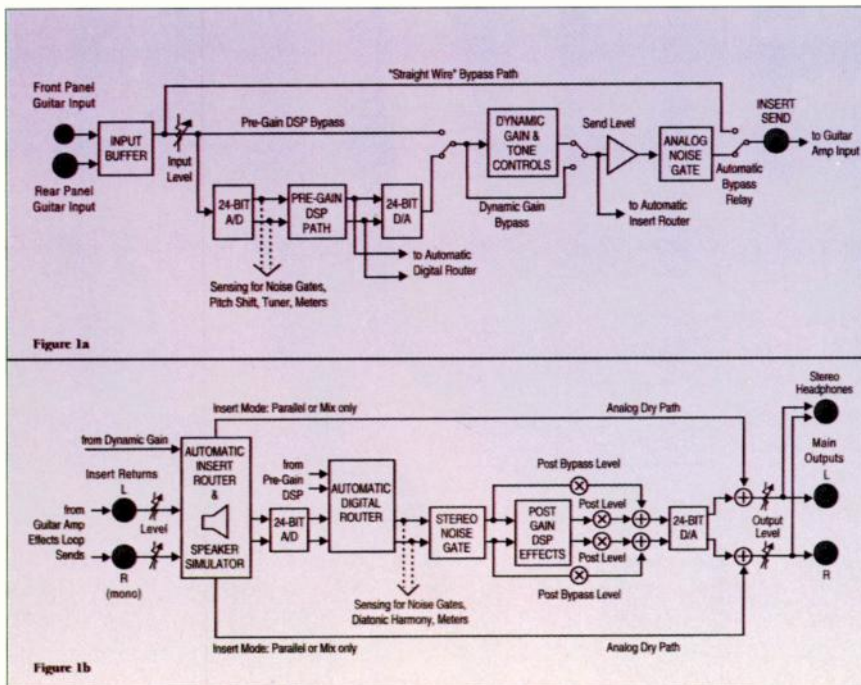 "Straight Wire" Bypass Path
Front Panel
Guitar Input
INPUT
BUFFER
Rear Panel
Guitar Input
Input
Level
Pre-Gain DSP Bypass
24-BIT
A/D
PRE-GAIN
DSP
PATH
24-BIT
D/A
Sensing for Noise Gates,
Pitch Shift, Tuner, Meters
to Automatic
Digital Router
DYNAMIC
GAIN &
TONE
CONTROLS
Dynamic Gain
Bypass
Send Level
to Automatic
Insert Router
ANALOG
NOISE
GATE
Automatic
Bypass
Relay
INSERT
SEND
to Guitar
Amp Input
Figure 1a
Insert Mode: Parallel or Mix only
Analog Dry Path
from Dynamic Gain
Insert Returns
L
Level
from
Guitar Amp
Effects Loop
Sends
R
(mono)
AUTOMATIC
INSERT
ROUTER
&
SPEAKER
SIMULATOR
24-BIT
A/D
from
Pre-Gain
DSP
AUTOMATIC
DIGITAL
ROUTER
Sensing for Noise Gates,
Diatonic Harmony, Meters
STEREO
NOISE
GATE
Post Bypass Level
POST
GAIN
DSP
EFFECTS
Post Level
Post Level
Post Bypass Level
24-BIT
D/A
Output
Level
Stereo
Headphones
Main
Outputs
L
R
Insert Mode: Parallel or Mix only
Analog Dry Path
Figure 1b